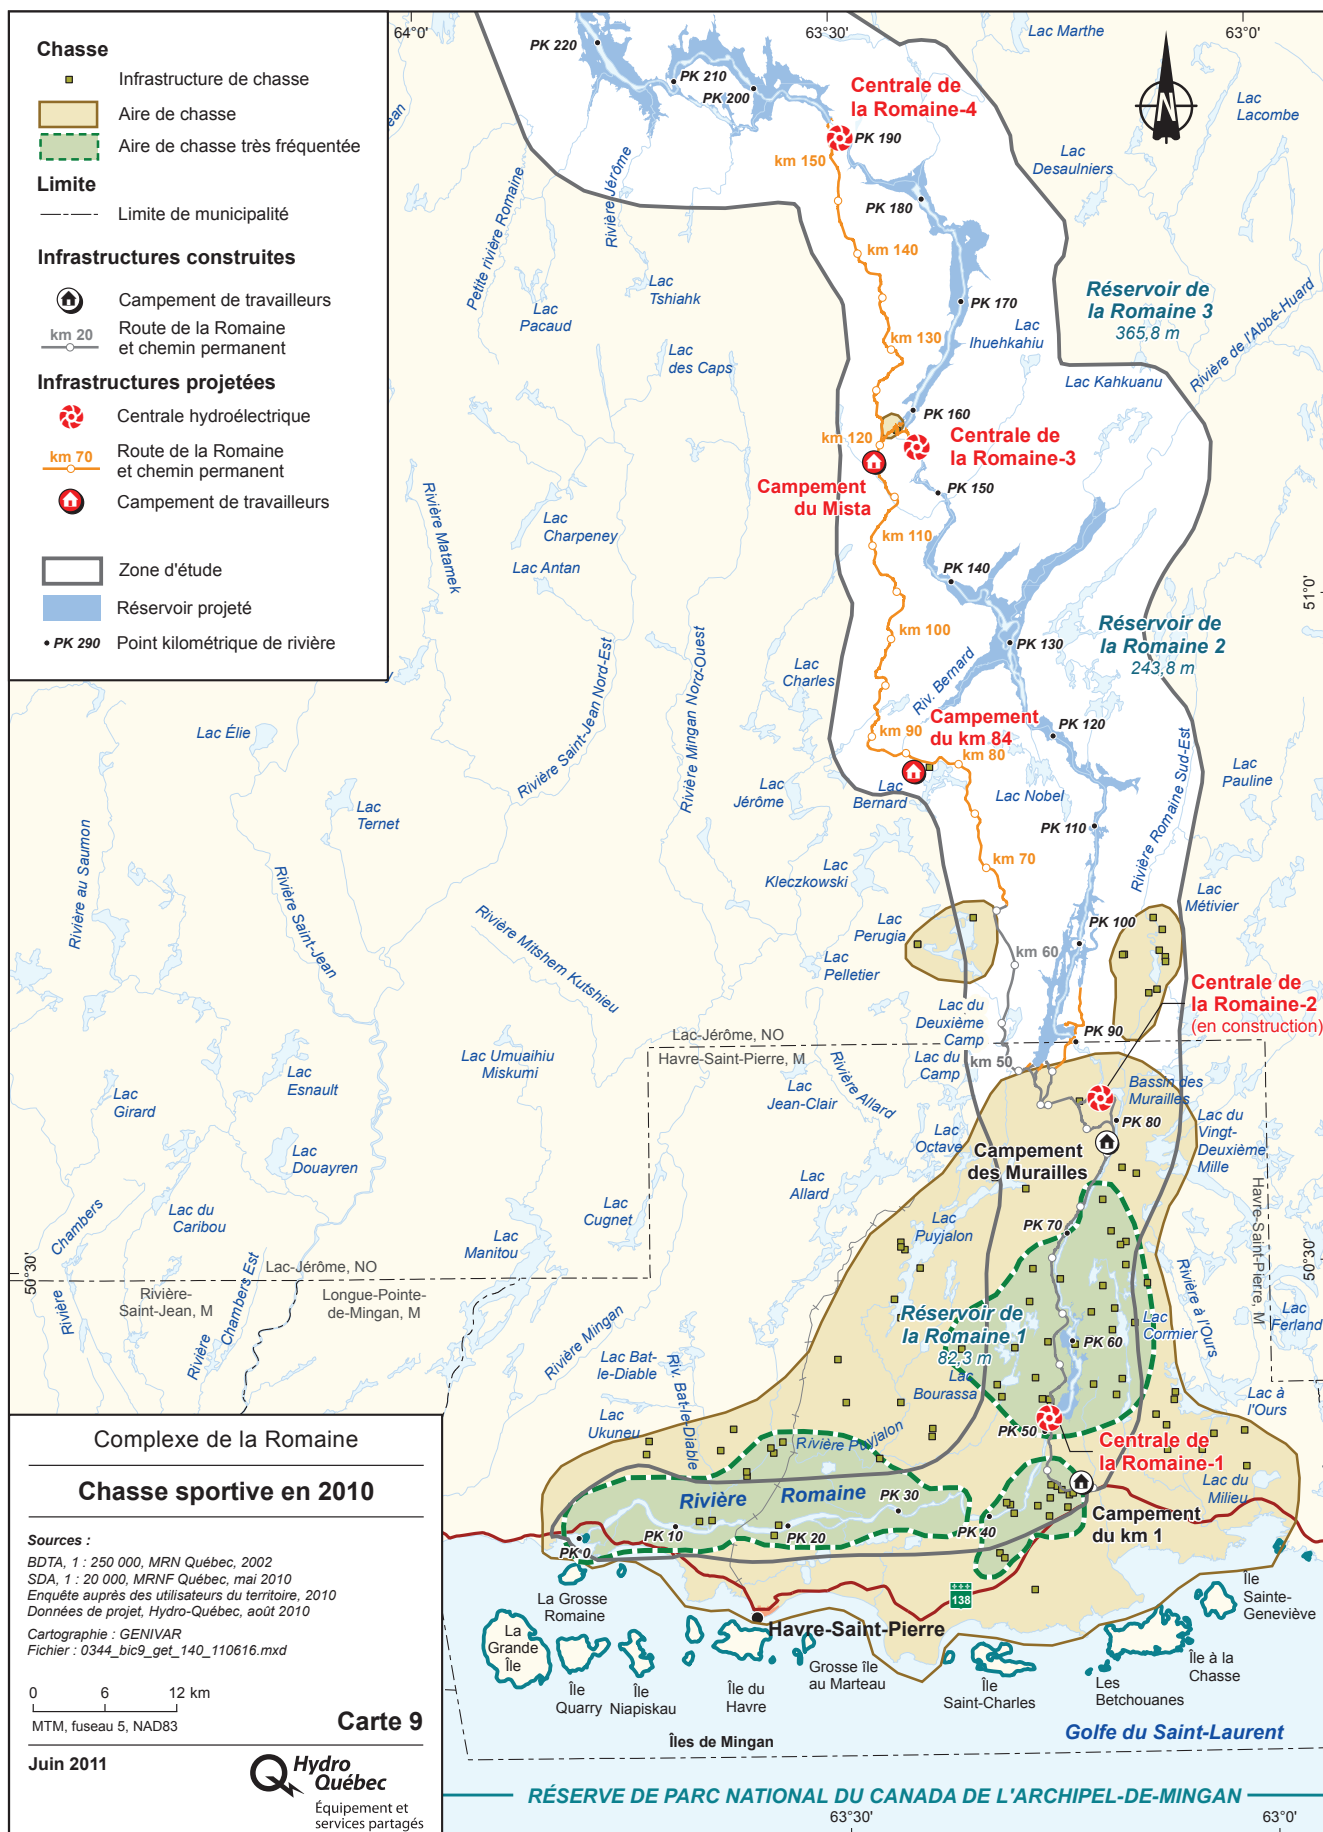 Chasse
Infrastructure de chasse
Aire de chasse
Aire de chasse très fréquentée
Limite
Limite de municipalité
Infrastructures construites
Campement de travailleurs
km 20
Route de la Romaine
et chemin permanent
Infrastructures projetées
Centrale hydroélectrique
km 70
Route de la Romaine
et chemin permanent
Campement de travailleurs
Zone d'étude
Réservoir projeté
PK 290
Point kilométrique de rivière
64°0'
63°30'
63°0'
Lac Marthe
N
Lac
Lacombe
Lac
Desaulniers
PK 220
PK 210
PK 200
Centrale de
la Romaine-4
PK 190
km 150
PK 180
km 140
Petite rivière Romaine
Rivière Jérôme
Lac
Tshiahk
Lac
Pacaud
Lac
des Caps
PK 170
km 130
Lac
Ihuehkahiu
Réservoir de
la Romaine 3
365,8 m
Rivière de l'Abbé-Huard
Lac Kahkuanu
PK 160
km 120
Centrale de
la Romaine-3
Campement
du Mista
PK 150
Rivière Matamek
Lac
Charpeney
Lac Antan
km 110
PK 140
51°0'
km 100
PK 130
Réservoir de
la Romaine 2
243,8 m
Rivière Saint-Jean Nord-Est
Rivière Mingan Nord-Ouest
Lac
Charles
Riv. Bernard
Campement
du km 84
km 90
km 80
PK 120
Lac Élie
Lac
Jérôme
Lac
Bernard
Lac Nobel
Rivière Romaine Sud-Est
Lac
Pauline
Lac
Ternet
PK 110
Rivière au Saumon
km 70
Lac
Kleczkowski
Rivière Saint-Jean
Rivière Mitshem Kutshieu
Lac
Perugia
Lac
Pelletier
PK 100
Lac
Métivier
km 60
Centrale de
la Romaine-2
(en construction)
Lac du
Deuxième
Camp
PK 90
Lac-Jérôme, NO
Havre-Saint-Pierre, M
Lac Umuaihiu
Miskumi
Rivière Allard
Lac du
Camp
km 50
Bassin des
Murailles
Lac
Girard
Lac
Esnault
Lac
Jean-Clair
PK 80
Lac du
Vingt-
Deuxième
Mille
Lac
Octave
Campement
des Murailles
Lac
Douayren
Lac
Allard
Chambers
Rivière
Lac du
Caribou
Lac
Cugnet
Lac
Manitou
Lac
Puyjalon
PK 70
Havre-Saint-Pierre, M
50°30'
50°30'
Lac-Jérôme, NO
Rivière-
Saint-Jean, M
Rivière
Chambers Est
Longue-Pointe-
de-Mingan, M
Rivière Mingan
Réservoir de
la Romaine 1
82,3 m
PK 60
Lac
Cormier
Rivière à l'Ours
Lac
Ferland
Lac Bat-
le-Diable
Riv. Bat-le-Diable
Lac
Bourassa
Lac à
l'Ours
Lac
Ukuneu
Rivière Puyjalon
PK 50
Centrale de
la Romaine-1
Lac du
Milieu
Rivière Romaine
PK 30
PK 40
Campement
du km 1
PK 0
PK 10
PK 20
138
La Grosse
Romaine
La
Grande
Île
Île
Quarry
Île
Niapiskau
Havre-Saint-Pierre
Île du
Havre
Grosse île
au Marteau
Île
Saint-Charles
Les
Betchouanes
Île à la
Chasse
Île
Sainte-
Geneviève
Îles de Mingan
Golfe du Saint-Laurent
RÉSERVE DE PARC NATIONAL DU CANADA DE L'ARCHIPEL-DE-MINGAN
63°30'
63°0'
Complexe de la Romaine
Chasse sportive en 2010
Sources :
BDTA, 1 : 250 000, MRN Québec, 2002
SDA, 1 : 20 000, MRNF Québec, mai 2010
Enquête auprès des utilisateurs du territoire, 2010
Données de projet, Hydro-Québec, août 2010
Cartographie : GENIVAR
Fichier : 0344_bic9_get_140_110616.mxd
0 6 12 km
MTM, fuseau 5, NAD83
Carte 9
Juin 2011
Hydro
Québec
Équipement et
services partagés